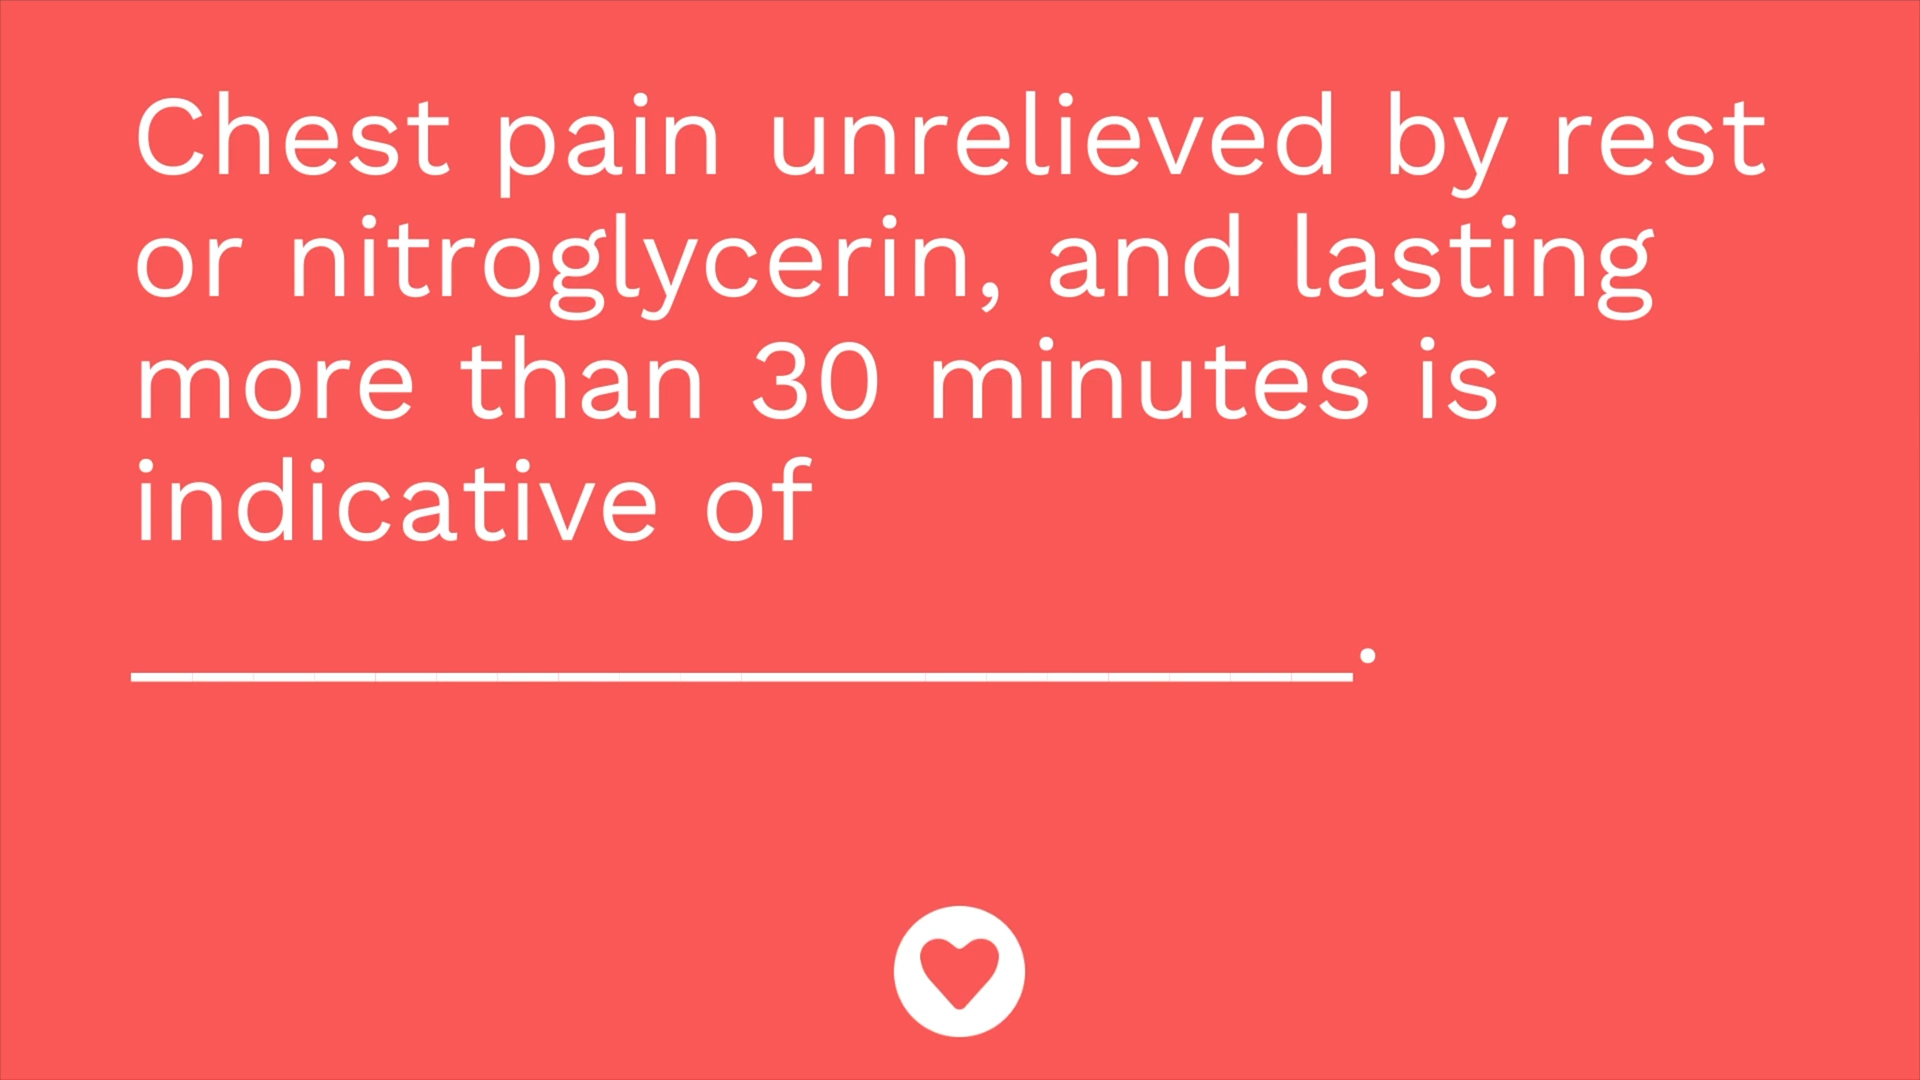 Chest pain unrelieved by rest
or nitroglycerin, and lasting
more than 30 minutes is
indicative of
____________________.